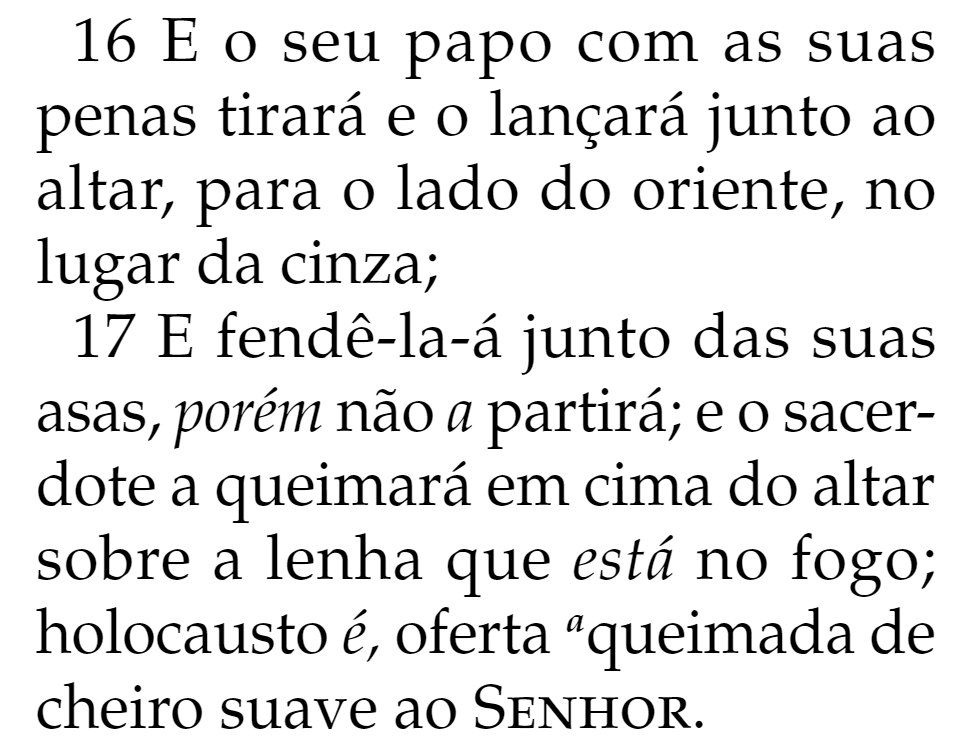 16 E o seu papo com as suas
penas tirará e o lançará junto ao
altar, para o lado do oriente, no
lugar da cinza;
17 E fendê-la-á junto das suas
asas, porém não a partirá; e o sacer-
dote a queimará em cima do altar
sobre a lenha que está no fogo;
holocausto é, oferta ᵃqueimada de
cheiro suave ao SENHOR.